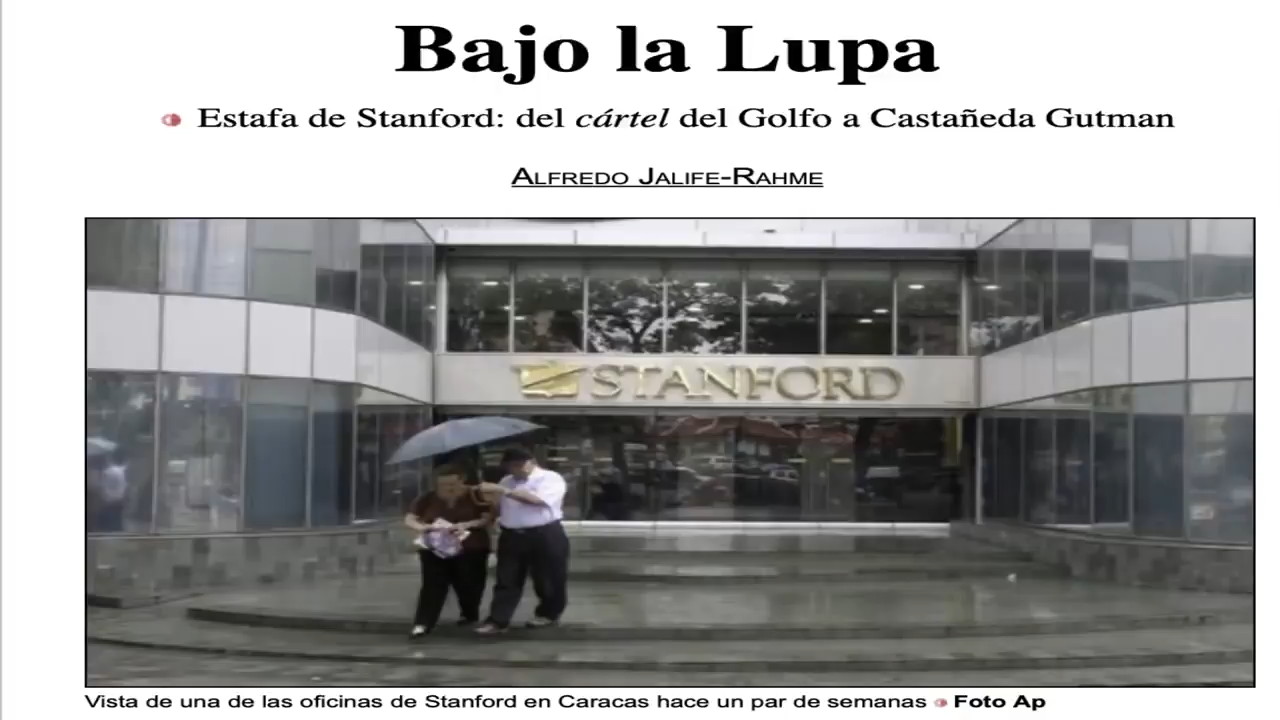 Bajo la Lupa
Estafa de Stanford: del cártel del Golfo a Castañeda Gutman
ALFREDO JALIFE-RAHME
STANFORD
Vista de una de las oficinas de Stanford en Caracas hace un par de semanas Foto Ap